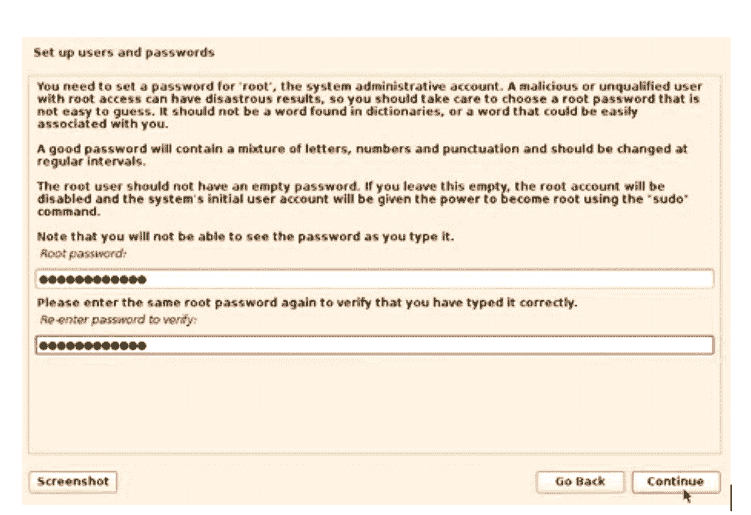 Set up users and passwords
You need to set a password for 'root', the system administrative account. A malicious or unqualified user
with root access can have disastrous results, so you should take care to choose a root password that is
not easy to guess. It should not be a word found in dictionaries, or a word that could be easily
associated with you.
A good password will contain a mixture of letters, numbers and punctuation and should be changed at
regular intervals.
The root user should not have an empty password. If you leave this empty, the root account will be
disabled and the system's initial user account will be given the power to become root using the "sudo"
command.
Note that you will not be able to see the password as you type it.
Root password:
●●●●●●●●●●●●
Please enter the same root password again to verify that you have typed it correctly.
Re-enter password to verify:
●●●●●●●●●●●●
Screenshot
Go Back
Continue